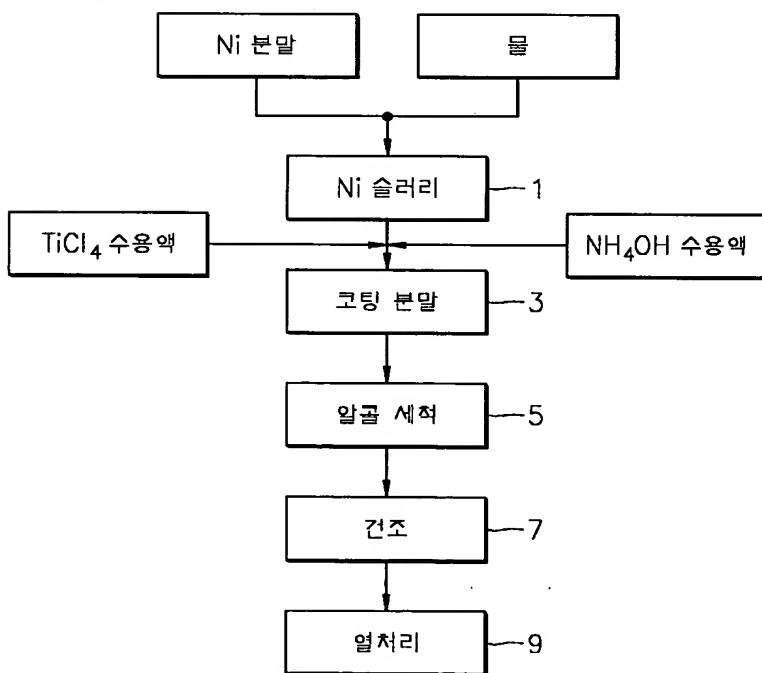 Ni 분말
물
Ni 슬러리
1
TiCl₄ 수용액
NH₄OH 수용액
코팅 분말
3
알콜 세척
5
건조
7
열처리
9